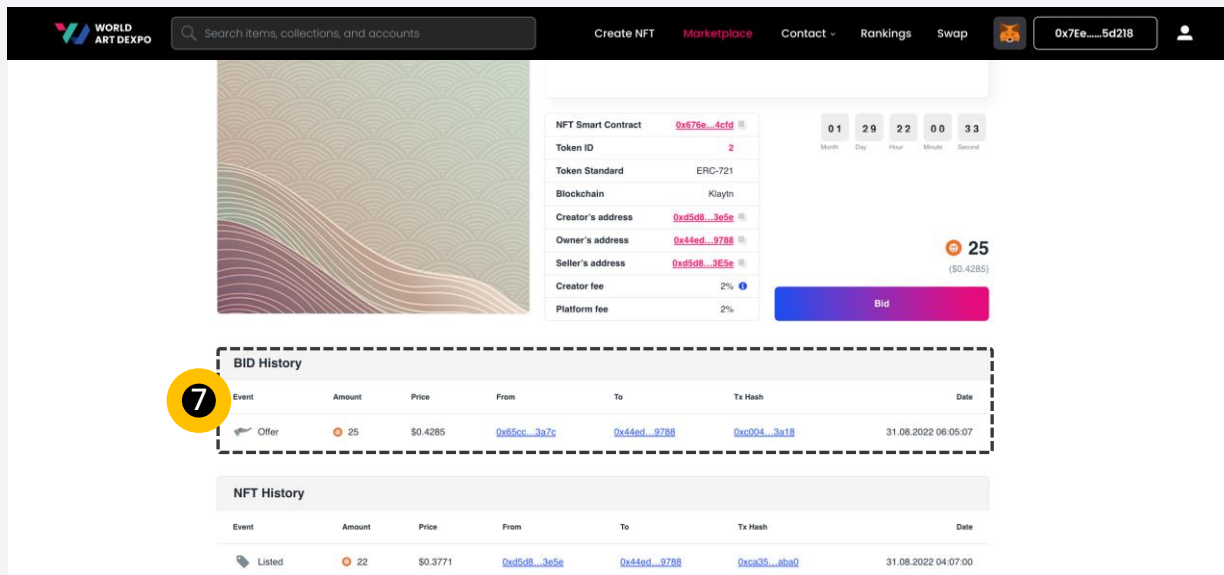 WORLD
ART DEXPO
Search items, collections, and accounts
Create NFT Marketplace Contact Rankings Swap 0x7Ee......5d218
NFT Smart Contract 0x676e...4cfd
Token ID 2
Token Standard ERC-721
Blockchain Klaytn
Creator's address 0xd5d8...3e5e
Owner's address 0x44ed...9788
Seller's address 0xd5d8...3E5e
Creator fee 2%
Platform fee 2%
01 29 22 00 33
Month Day Hour Minute Second
25
($0.4285)
Bid
BID History
7
Event Amount Price From To Tx Hash Date
Offer 25 $0.4285 0x65cc...3a7c 0x44ed...9788 0xc004...3a18 31.08.2022 06:05:07
NFT History
Event Amount Price From To Tx Hash Date
Listed 22 $0.3771 0xd5d8...3e5e 0x44ed...9788 0xca35...aba0 31.08.2022 04:07:00